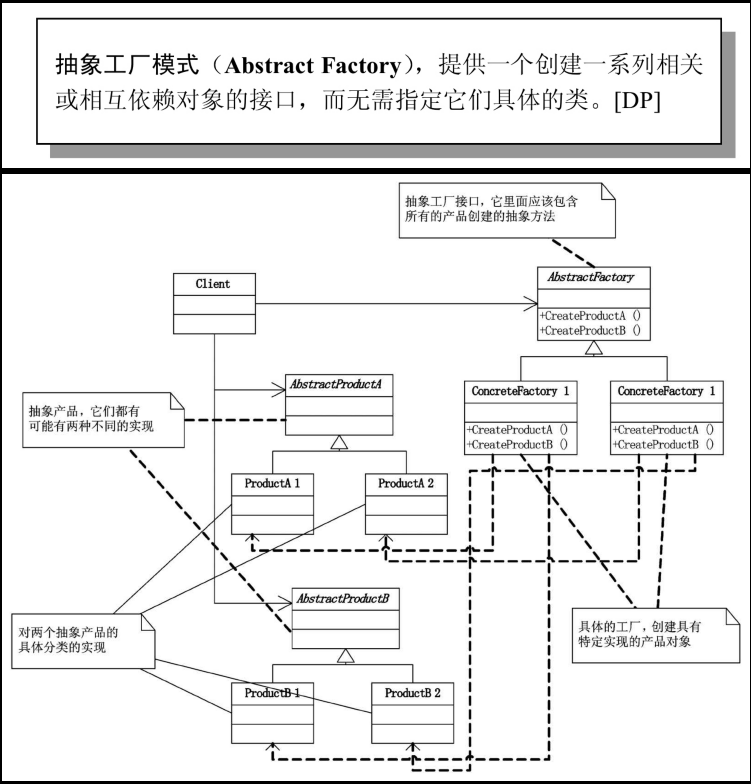 抽象工厂模式（Abstract Factory），提供一个创建一系列相关
或相互依赖对象的接口，而无需指定它们具体的类。[DP]
抽象工厂接口，它里面应该包含
所有的产品创建的抽象方法
Client
AbstractFactory
+CreateProductA ()
+CreateProductB ()
AbstractProductA
抽象产品，它们都有
可能有两种不同的实现
ConcreteFactory 1
+CreateProductA ()
+CreateProductB ()
ConcreteFactory 1
+CreateProductA ()
+CreateProductB ()
ProductA 1
ProductA 2
AbstractProductB
对两个抽象产品的
具体分类的实现
具体的工厂，创建具有
特定实现的产品对象
ProductB 1
ProductB 2